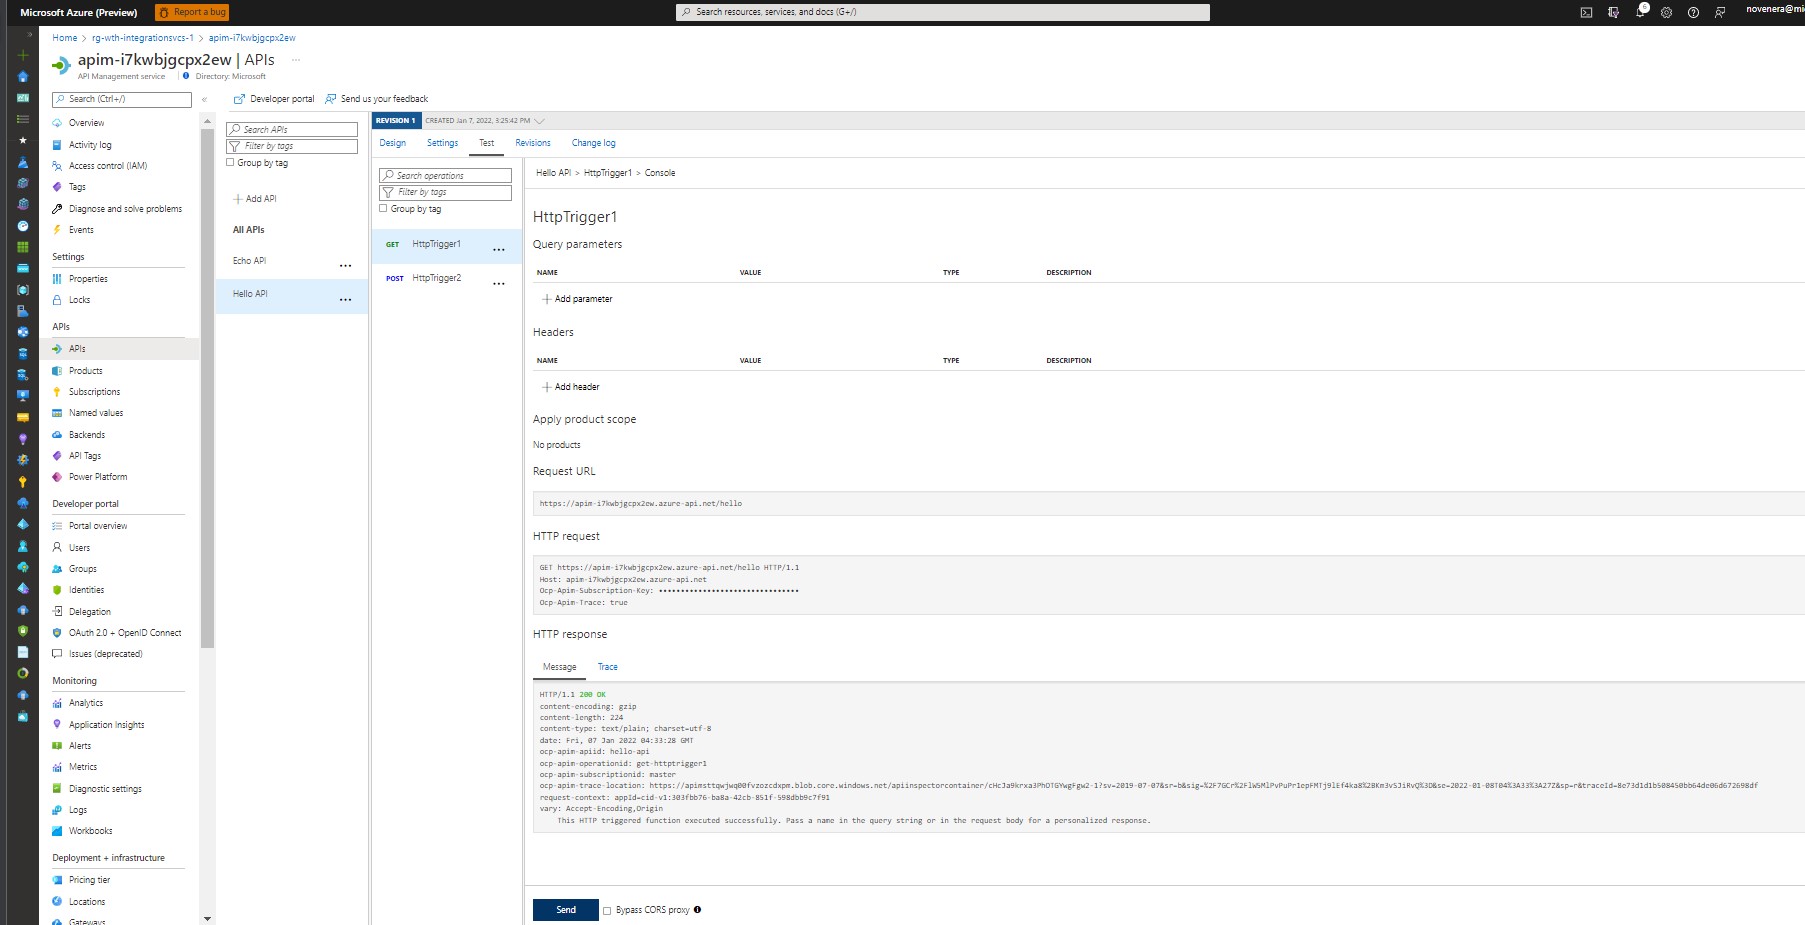 Microsoft Azure (Preview)
Report a bug
Search resources, services, and docs (G+/)
6
novenera@mi
Home > rg-wth-integrationsvcs-1 > apim-i7kwbjgcpx2ew
apim-i7kwbjgcpx2ew | APIs ...
API Management service
Directory: Microsoft
Search (Ctrl+/)
«
Overview
Activity log
Access control (IAM)
Tags
Diagnose and solve problems
Events
Settings
Properties
Locks
APIs
APIs
Products
Subscriptions
Named values
Backends
API Tags
Power Platform
Developer portal
Portal overview
Users
Groups
Identities
Delegation
OAuth 2.0 + OpenID Connect
Issues (deprecated)
Monitoring
Analytics
Application Insights
Alerts
Metrics
Diagnostic settings
Logs
Workbooks
Deployment + infrastructure
Pricing tier
Locations
Gateways
Developer portal
Send us your feedback
Search APIs
Filter by tags
Group by tag
+ Add API
All APIs
Echo API ...
Hello API ...
REVISION 1
CREATED Jan 7, 2022, 3:25:42 PM
Design Settings Test Revisions Change log
Search operations
Filter by tags
Group by tag
GET HttpTrigger1 ...
POST HttpTrigger2 ...
Hello API > HttpTrigger1 > Console
HttpTrigger1
Query parameters
NAME VALUE TYPE DESCRIPTION
+ Add parameter
Headers
NAME VALUE TYPE DESCRIPTION
+ Add header
Apply product scope
No products
Request URL
https://apim-i7kwbjgcpx2ew.azure-api.net/hello
HTTP request
GET https://apim-i7kwbjgcpx2ew.azure-api.net/hello HTTP/1.1
Host: apim-i7kwbjgcpx2ew.azure-api.net
Ocp-Apim-Subscription-Key: ••••••••••••••••••••••••••••••••
Ocp-Apim-Trace: true
HTTP response
Message Trace
HTTP/1.1 200 OK
content-encoding: gzip
content-length: 224
content-type: text/plain; charset=utf-8
date: Fri, 07 Jan 2022 04:33:28 GMT
ocp-apim-apiid: hello-api
ocp-apim-operationid: get-httptrigger1
ocp-apim-subscriptionid: master
ocp-apim-trace-location: https://apimsttqwjwq00fvzozcdxpm.blob.core.windows.net/apiinspectorcontainer/cHcJa9krxa3PhOTGYwgFgw2-1?sv=2019-07-07&sr=b&sig=%2F7GCr%2FlW5MlPvPuPr1epFMTj9lEf4ka8%2BKm3vSJiRvQ%3D&se=2022-01-08T04%3A33%3A27Z&sp=r&traceId=8e73d1d1b508450bb64de06d672698df
request-context: appId=cid-v1:303fbb76-ba8a-42cb-851f-598dbb9c7f91
vary: Accept-Encoding,Origin
This HTTP triggered function executed successfully. Pass a name in the query string or in the request body for a personalized response.
Send
Bypass CORS proxy